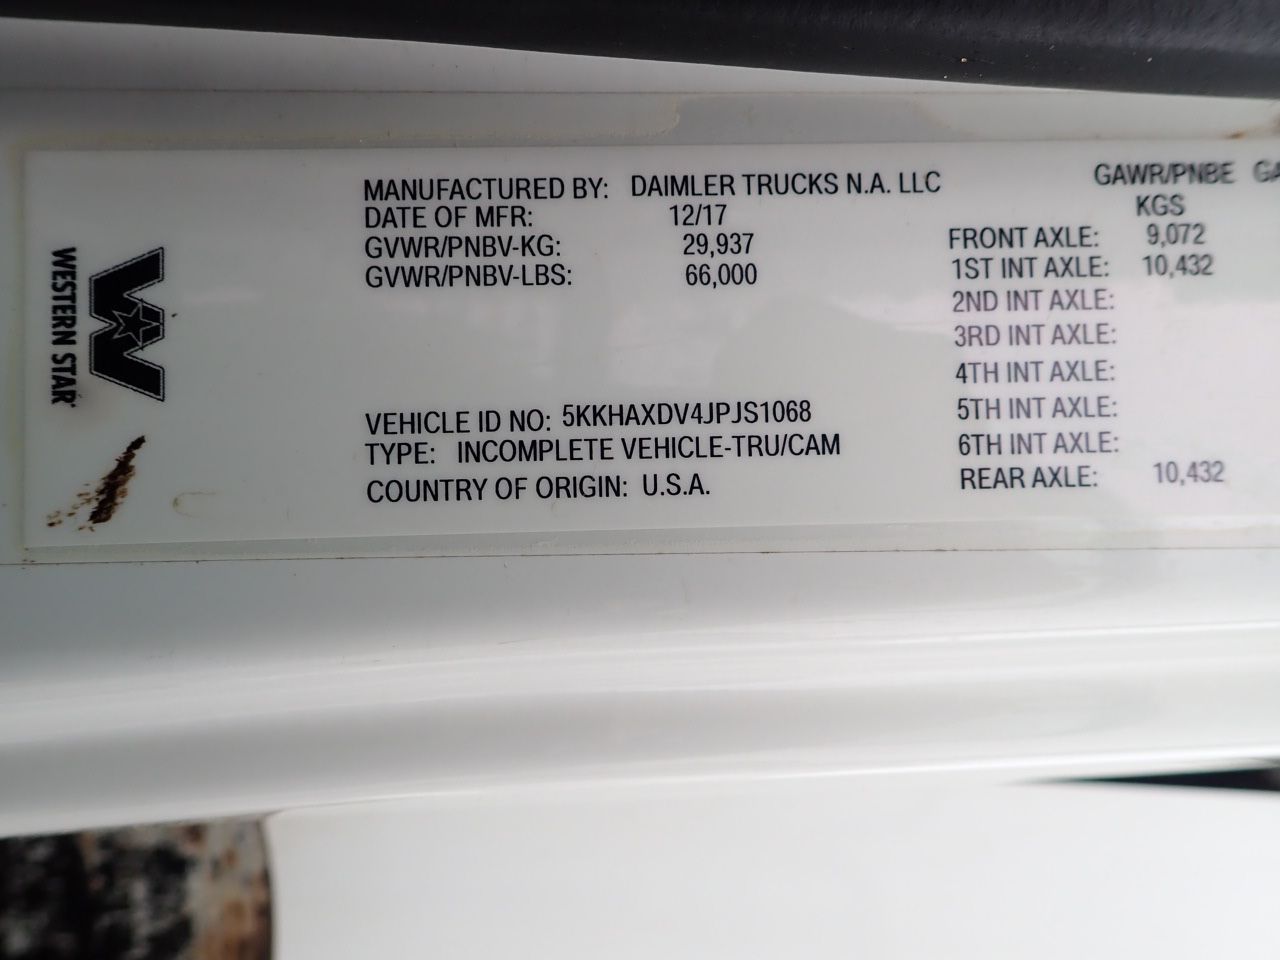 WESTERN STAR
MANUFACTURED BY: DAIMLER TRUCKS N.A. LLC
DATE OF MFR: 12/17
GVWR/PNBV-KG: 29,937
GVWR/PNBV-LBS: 66,000
VEHICLE ID NO: 5KKHAXDV4JPJS1068
TYPE: INCOMPLETE VEHICLE-TRU/CAM
COUNTRY OF ORIGIN: U.S.A.
GAWR/PNBE
KGS
FRONT AXLE: 9,072
1ST INT AXLE: 10,432
2ND INT AXLE:
3RD INT AXLE:
4TH INT AXLE:
5TH INT AXLE:
6TH INT AXLE:
REAR AXLE: 10,432